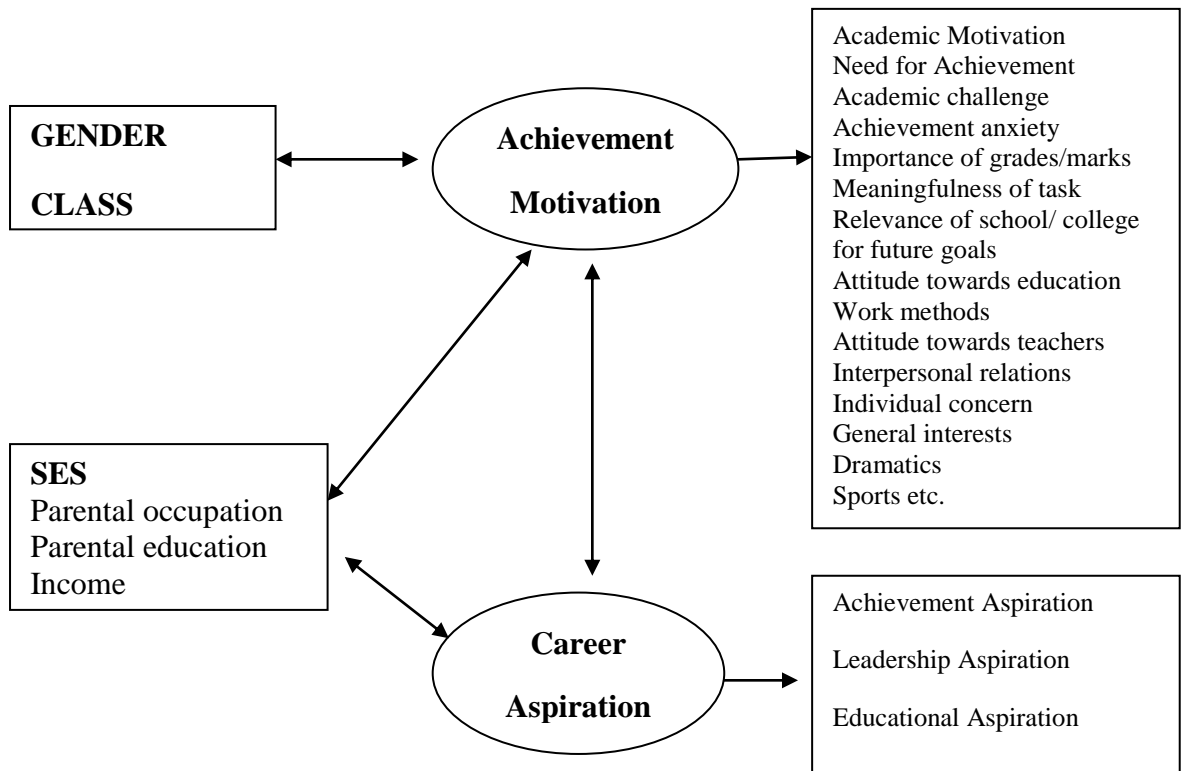 GENDER
CLASS
Achievement
Motivation
Academic Motivation
Need for Achievement
Academic challenge
Achievement anxiety
Importance of grades/marks
Meaningfulness of task
Relevance of school/ college
for future goals
Attitude towards education
Work methods
Attitude towards teachers
Interpersonal relations
Individual concern
General interests
Dramatics
Sports etc.
SES
Parental occupation
Parental education
Income
Career
Aspiration
Achievement Aspiration
Leadership Aspiration
Educational Aspiration